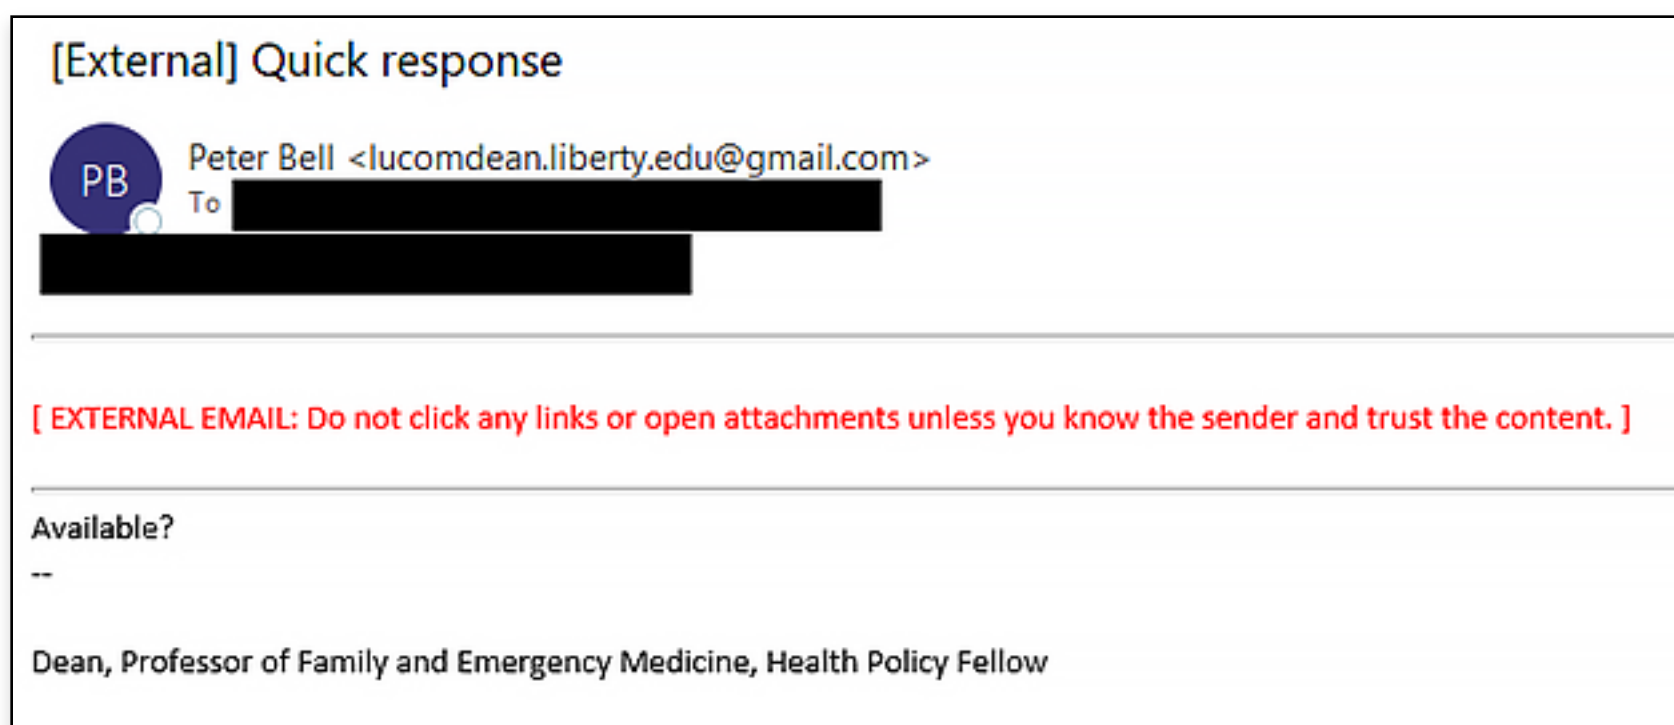 [External] Quick response
PB
Peter Bell <lucomdean.liberty.edu@gmail.com>
To
[ EXTERNAL EMAIL: Do not click any links or open attachments unless you know the sender and trust the content. ]
Available?
--
Dean, Professor of Family and Emergency Medicine, Health Policy Fellow